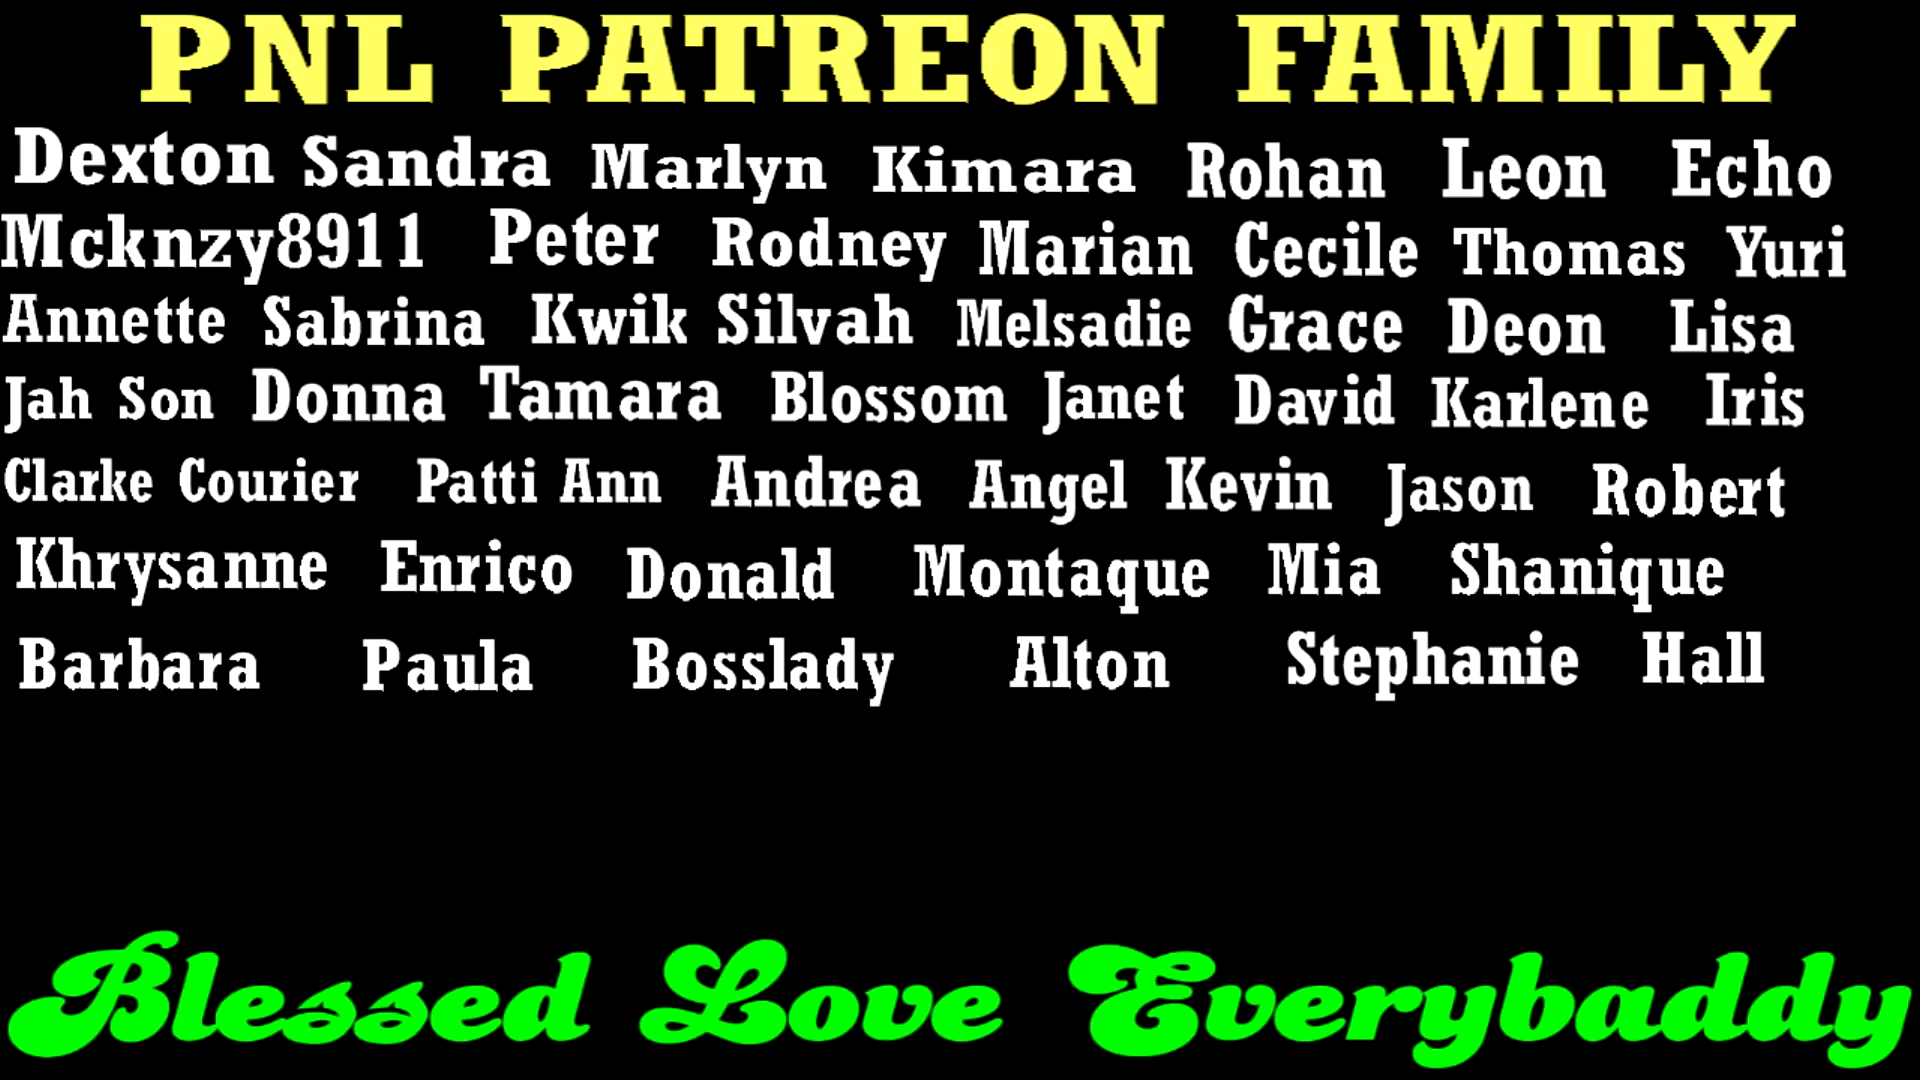 PNL PATREON FAMILY
Dexton Sandra Marlyn Kimara Rohan Leon Echo
Mcknzy8911 Peter Rodney Marian Cecile Thomas Yuri
Annette Sabrina Kwik Silvah Melsadie Grace Deon Lisa
Jah Son Donna Tamara Blossom Janet David Karlene Iris
Clarke Courier Patti Ann Andrea Angel Kevin Jason Robert
Khrysanne Enrico Donald Montaque Mia Shanique
Barbara Paula Bosslady Alton Stephanie Hall
Blessed Love Everybaddy